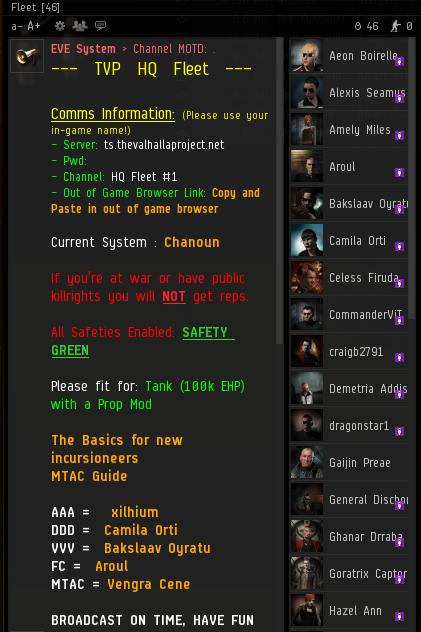 Fleet [46]
a- A+
46
0
EVE System > Channel MOTD: .
--- TVP HQ Fleet ---
Comms Information: (Please use your
in-game name!)
- Server: ts.thevalhallaproject.net
- Pwd:
- Channel: HQ Fleet #1
- Out of Game Browser Link: Copy and
Paste in out of game browser
Current System : Chanoun
If you're at war or have public
killrights you will NOT get reps.
All Safeties Enabled: SAFETY
GREEN
Please fit for: Tank (100k EHP)
with a Prop Mod
The Basics for new
incursioneers
MTAC Guide
AAA = xilhium
DDD = Camila Orti
VVV = Bakslaav Oyratu
FC = Aroul
MTAC = Vengra Cene
BROADCAST ON TIME, HAVE FUN
Aeon Boirelle
Alexis Seamus
Amely Miles
Aroul
Bakslaav Oyrat
Camila Orti
Celess Firuda
CommanderViT
craigb2791
Demetria Addis
dragonstar1
Gaijin Preae
General Discho
Ghanar Drraba
Goratrix Captor
Hazel Ann